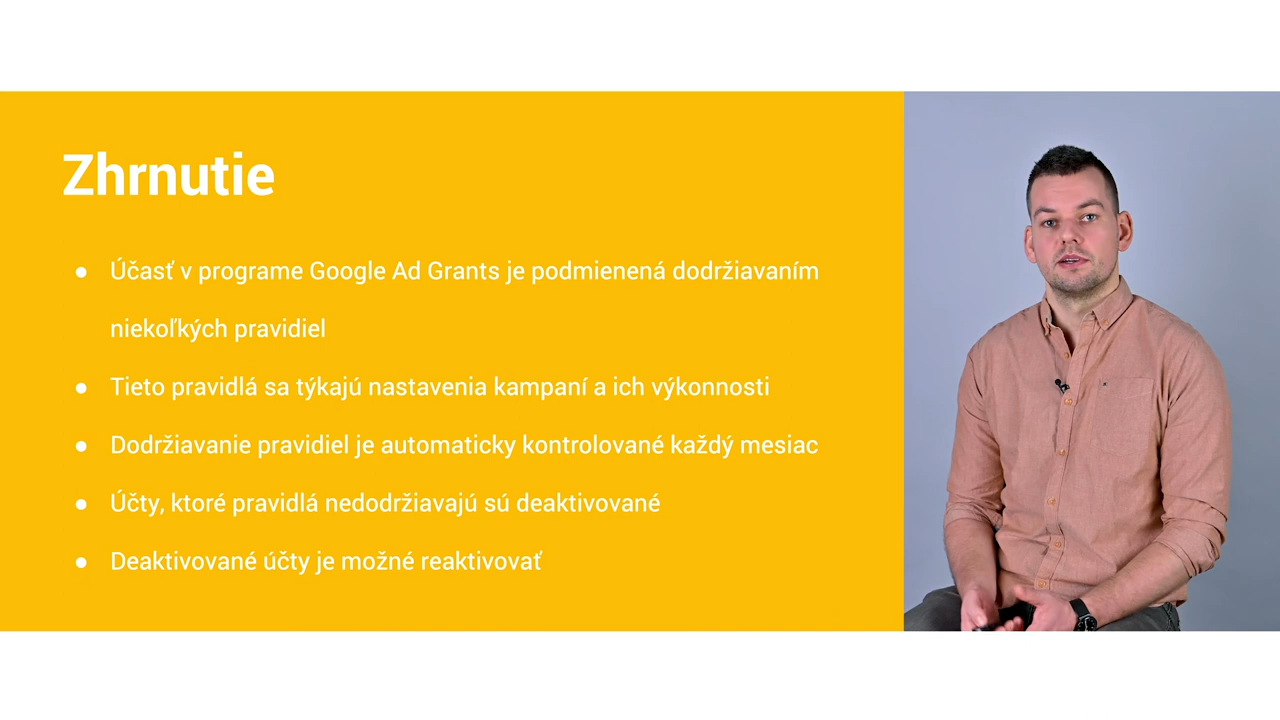 Zhrnutie
● Účasť v programe Google Ad Grants je podmienená dodržiavaním
niekoľkých pravidiel
● Tieto pravidlá sa týkajú nastavenia kampaní a ich výkonnosti
● Dodržiavanie pravidiel je automaticky kontrolované každý mesiac
● Účty, ktoré pravidlá nedodržiavajú sú deaktivované
● Deaktivované účty je možné reaktivovať